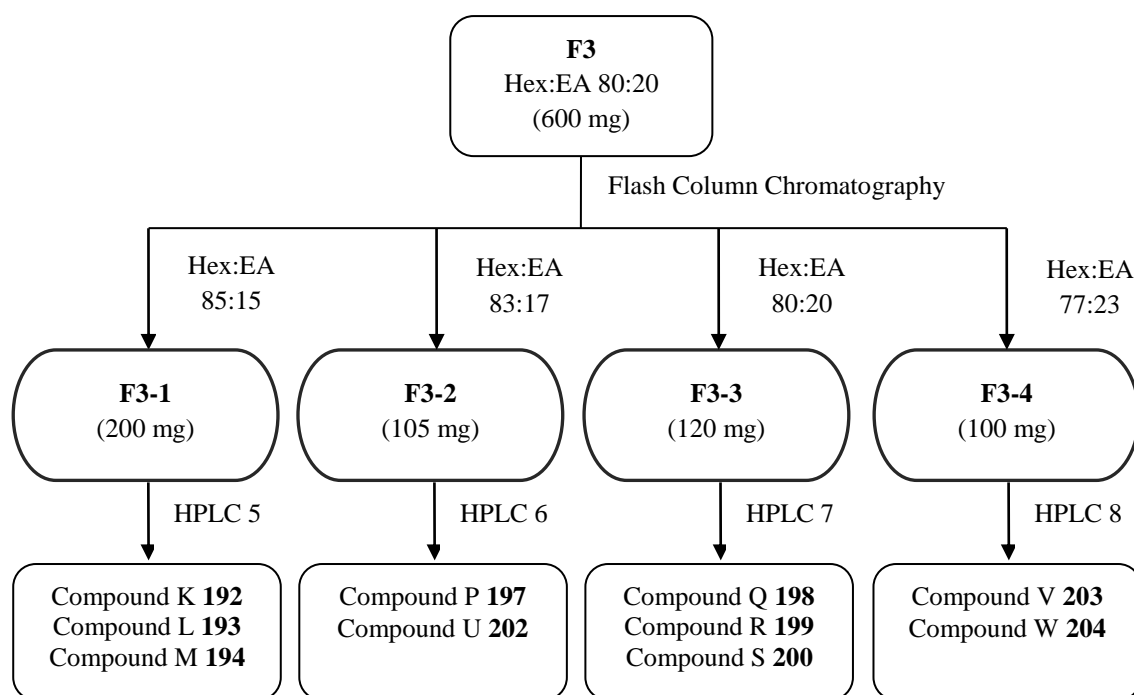 F3
Hex:EA 80:20
(600 mg)
Flash Column Chromatography
Hex:EA
85:15
Hex:EA
83:17
Hex:EA
80:20
Hex:EA
77:23
F3-1
(200 mg)
F3-2
(105 mg)
F3-3
(120 mg)
F3-4
(100 mg)
HPLC 5
HPLC 6
HPLC 7
HPLC 8
Compound K 192
Compound L 193
Compound M 194
Compound P 197
Compound U 202
Compound Q 198
Compound R 199
Compound S 200
Compound V 203
Compound W 204